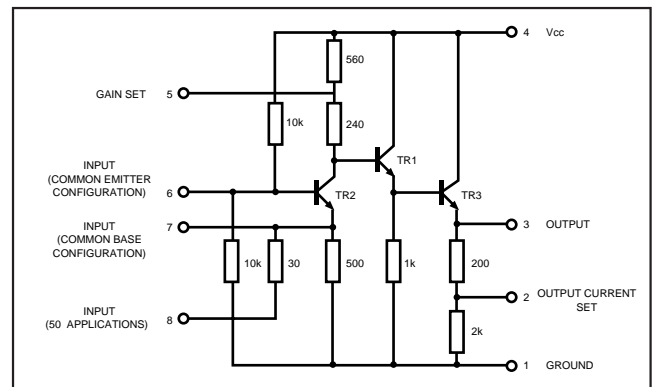 4 Vcc
560
GAIN SET 5
10k
240
TR1
INPUT
(COMMON EMITTER
CONFIGURATION) 6
TR2
TR3
INPUT 7
(COMMON BASE
CONFIGURATION)
3 OUTPUT
10k
30
500
1k
200
2 OUTPUT CURRENT
SET
INPUT
(50 APPLICATIONS) 8
2k
1 GROUND